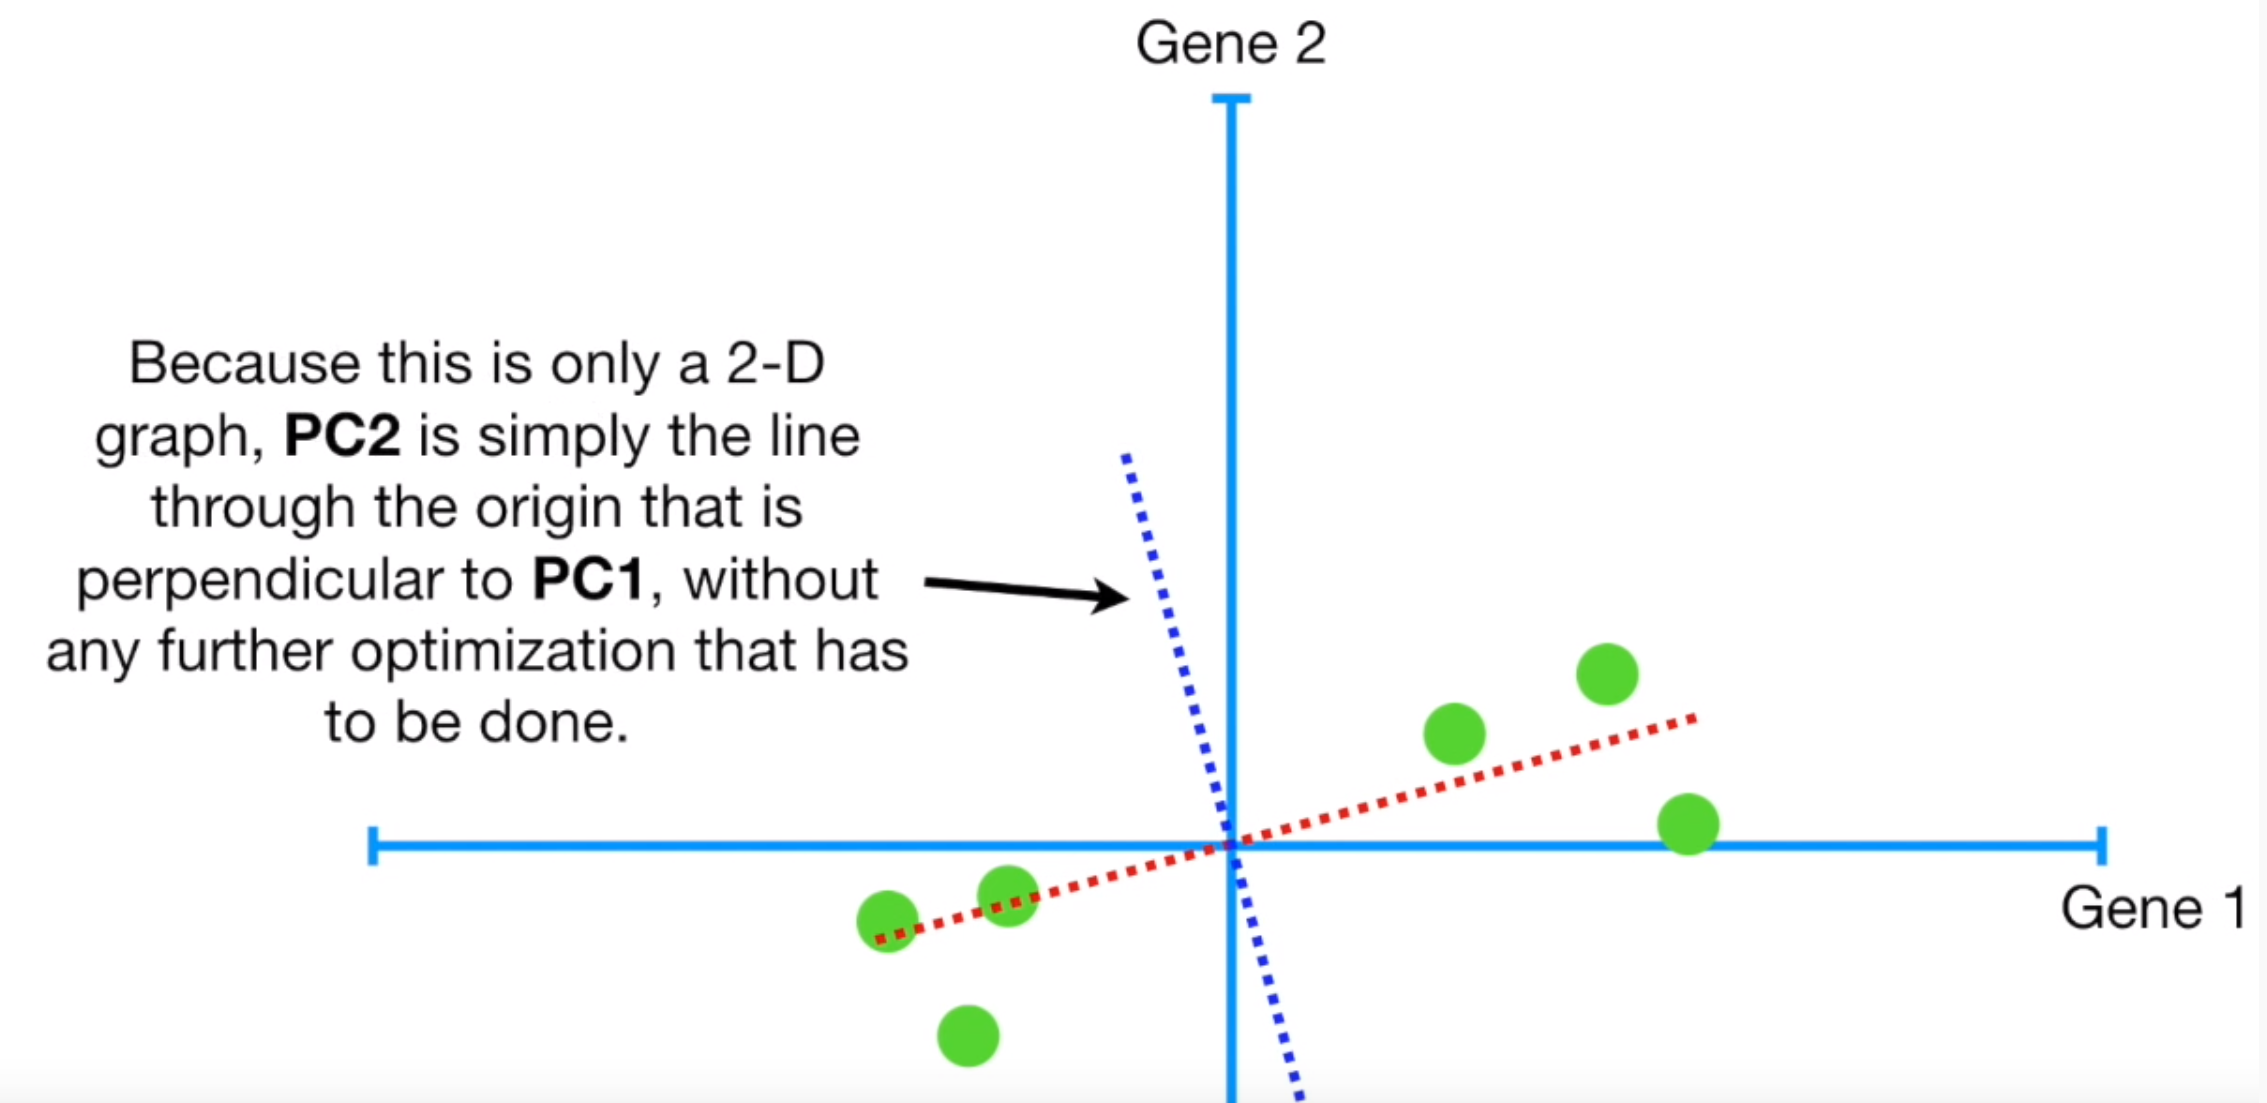 Gene 2
Because this is only a 2-D
graph, PC2 is simply the line
through the origin that is
perpendicular to PC1, without
any further optimization that has
to be done.
Gene 1